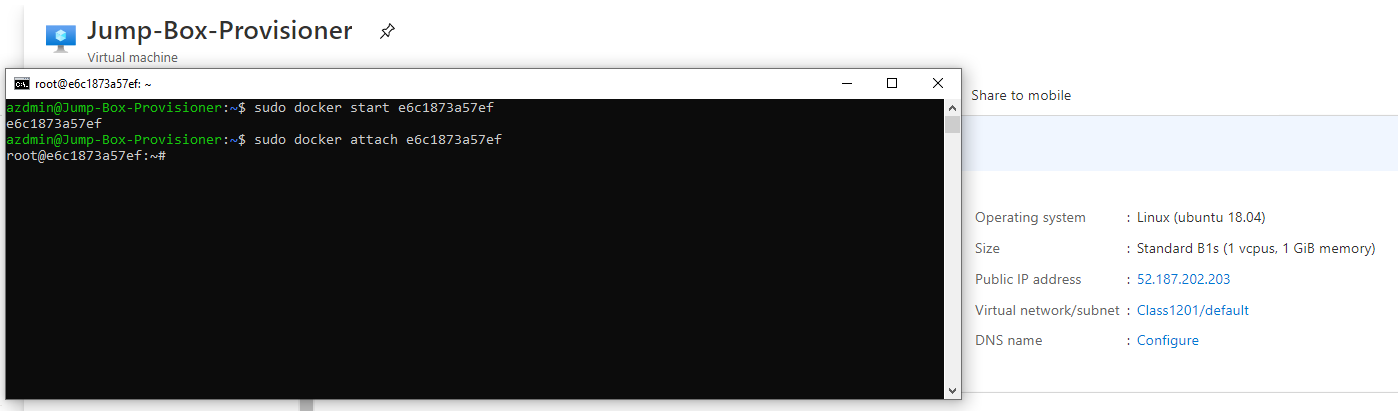 Jump-Box-Provisioner
Virtual machine
root@e6c1873a57ef: ~
azdmin@Jump-Box-Provisioner:~$ sudo docker start e6c1873a57ef
e6c1873a57ef
azdmin@Jump-Box-Provisioner:~$ sudo docker attach e6c1873a57ef
root@e6c1873a57ef:~#
Share to mobile
Operating system : Linux (ubuntu 18.04)
Size : Standard B1s (1 vcpus, 1 GiB memory)
Public IP address : 52.187.202.203
Virtual network/subnet : Class1201/default
DNS name : Configure